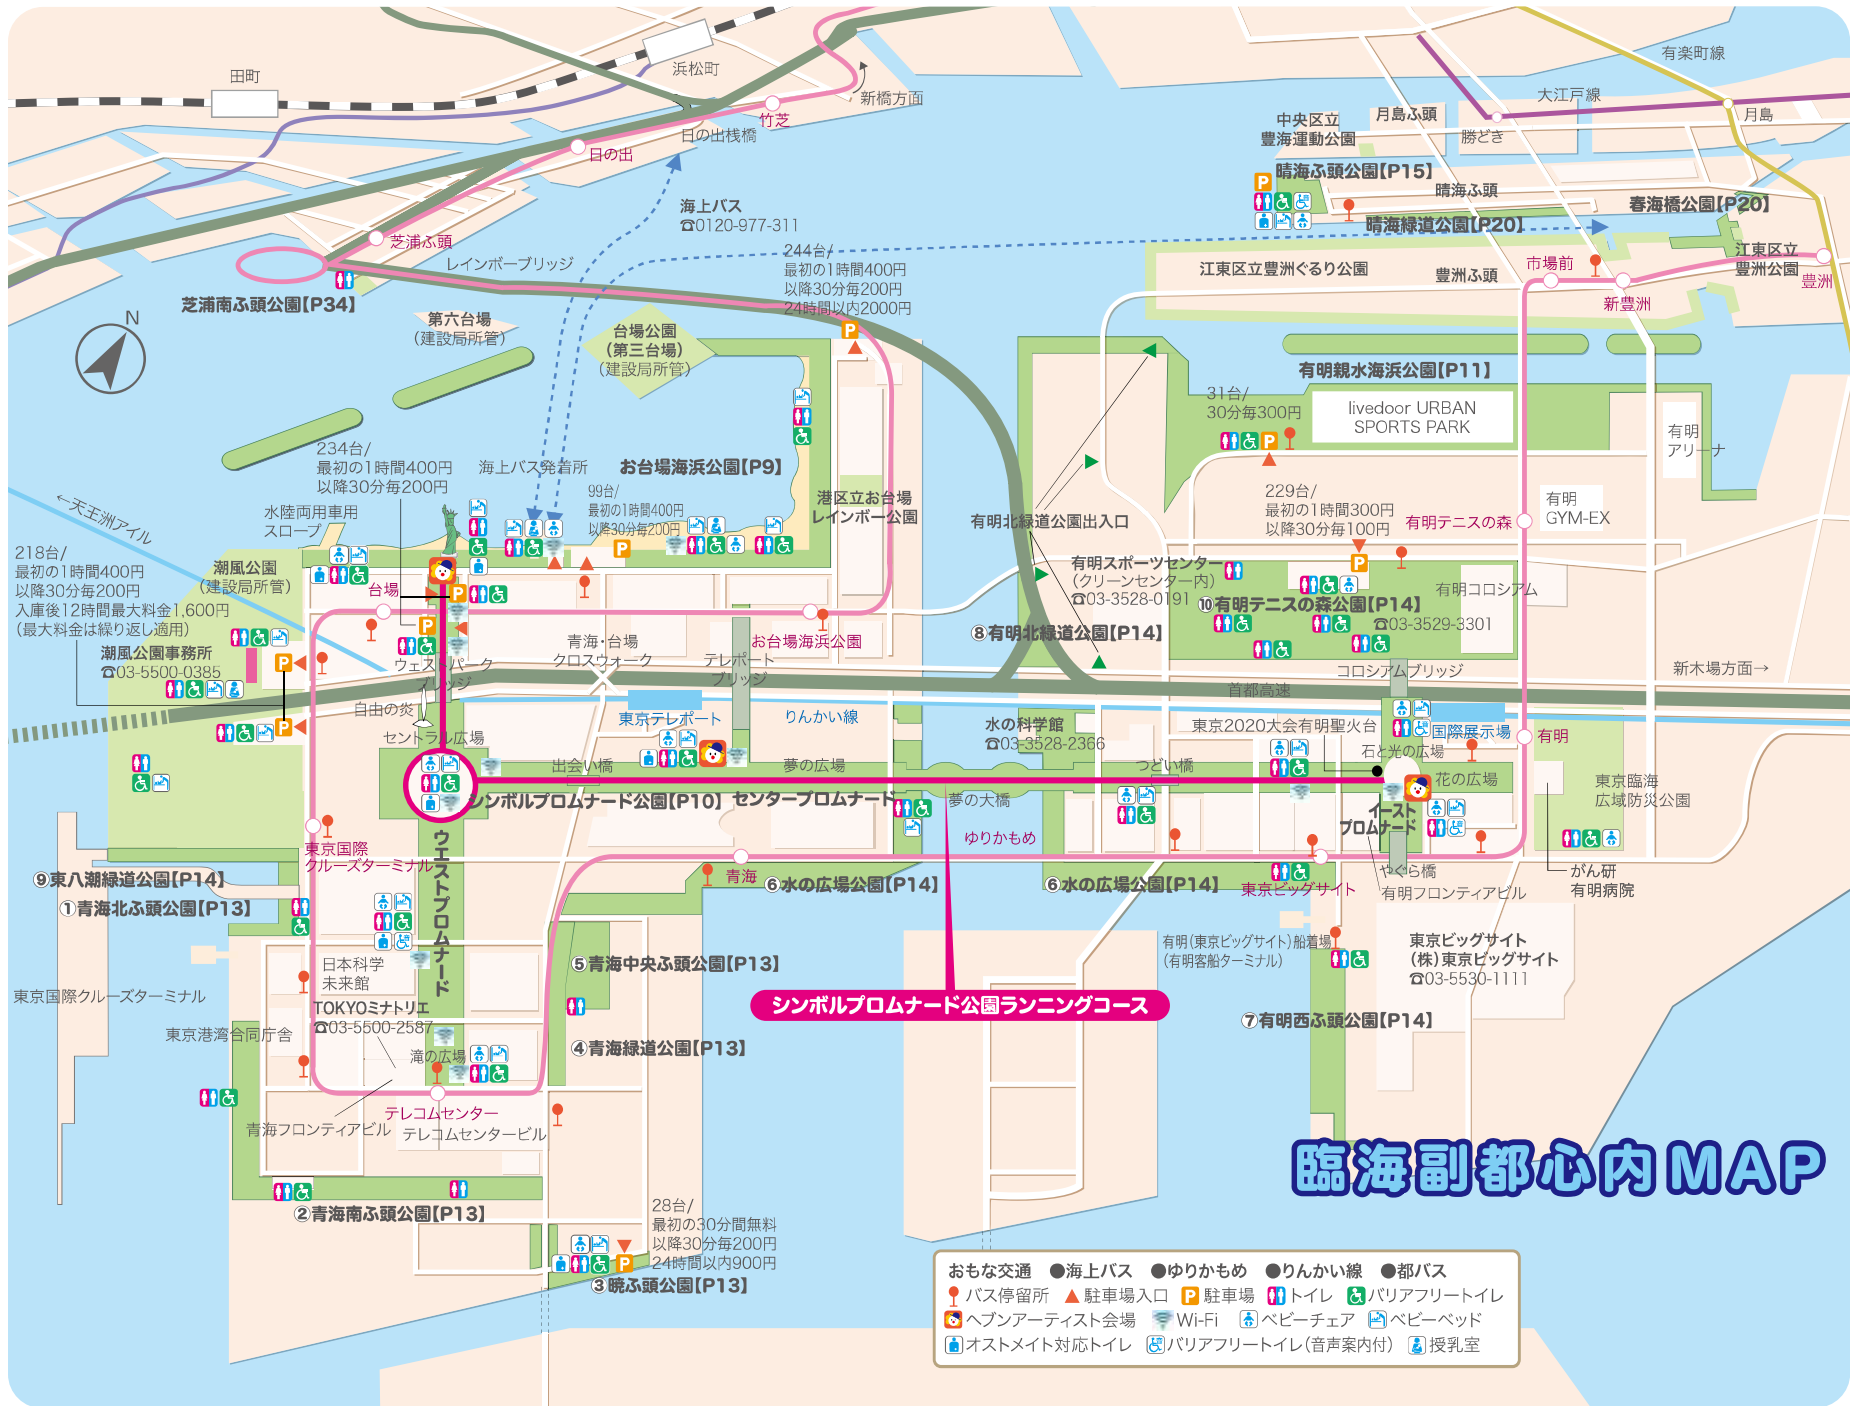 田町
浜松町
新橋方面
竹芝
日の出桟橋
日の出
海上バス
☎0120-977-311
芝浦ふ頭
レインボーブリッジ
芝浦南ふ頭公園【P34】
N
244台/
最初の1時間400円
以降30分毎200円
24時間以内2000円
有楽町線
大江戸線
月島
月島ふ頭
勝どき
中央区立
豊海運動公園
晴海ふ頭公園【P15】
晴海ふ頭
晴海緑道公園【P20】
春海橋公園【P20】
江東区立
豊洲公園
豊洲
江東区立豊洲ぐるり公園
豊洲ふ頭
市場前
新豊洲
第六台場
(建設局所管)
台場公園
(第三台場)
(建設局所管)
有明親水海浜公園【P11】
31台/
30分毎300円
livedoor URBAN
SPORTS PARK
有明
アリーナ
234台/
最初の1時間400円
以降30分毎200円
海上バス発着所
お台場海浜公園【P9】
99台/
最初の1時間400円
以降30分毎200円
港区立お台場
レインボー公園
←天王洲アイル
水陸両用車用
スロープ
218台/
最初の1時間400円
以降30分毎200円
入庫後12時間最大料金1,600円
(最大料金は繰り返し適用)
潮風公園
(建設局所管)
潮風公園事務所
☎03-5500-0385
台場
有明北緑道公園出入口
229台/
最初の1時間300円
以降30分毎100円
有明テニスの森
有明
GYM-EX
有明スポーツセンター
(クリーンセンター内)
☎03-3528-0191
有明コロシアム
⑩有明テニスの森公園【P14】
☎03-3529-3301
⑧有明北緑道公園【P14】
お台場海浜公園
青海・台場
クロスウォーク
テレポート
ブリッジ
ウェストパーク
ブリッジ
コロシアムブリッジ
新木場方面→
首都高速
自由の炎
セントラル広場
東京テレポート
りんかい線
水の科学館
☎03-3528-2366
東京2020大会有明聖火台
国際展示場
有明
石と光の広場
花の広場
出会い橋
夢の広場
夢の大橋
つどい橋
東京臨海
広域防災公園
シンボルプロムナード公園【P10】
センタープロムナード
イースト
プロムナード
ウエストプロムナード
ゆりかもめ
東京国際
クルーズターミナル
⑨東八潮緑道公園【P14】
①青海北ふ頭公園【P13】
青海
⑥水の広場公園【P14】
⑥水の広場公園【P14】
東京ビッグサイト
やぐら橋
有明フロンティアビル
がん研
有明病院
有明(東京ビッグサイト)船着場
(有明客船ターミナル)
東京ビッグサイト
(株)東京ビッグサイト
☎03-5530-1111
⑦有明西ふ頭公園【P14】
東京国際クルーズターミナル
日本科学
未来館
TOKYOミナトリエ
☎03-5500-2587
東京港湾合同庁舎
滝の広場
⑤青海中央ふ頭公園【P13】
④青海緑道公園【P13】
シンボルプロムナード公園ランニングコース
テレコムセンター
青海フロンティアビル
テレコムセンタービル
②青海南ふ頭公園【P13】
28台/
最初の30分間無料
以降30分毎200円
24時間以内900円
③暁ふ頭公園【P13】
臨海副都心内MAP
おもな交通 ●海上バス ●ゆりかもめ ●りんかい線 ●都バス
バス停留所 駐車場入口 P 駐車場 トイレ バリアフリートイレ
ヘブンアーティスト会場 Wi-Fi ベビーチェア ベビーベッド
オストメイト対応トイレ バリアフリートイレ(音声案内付) 授乳室